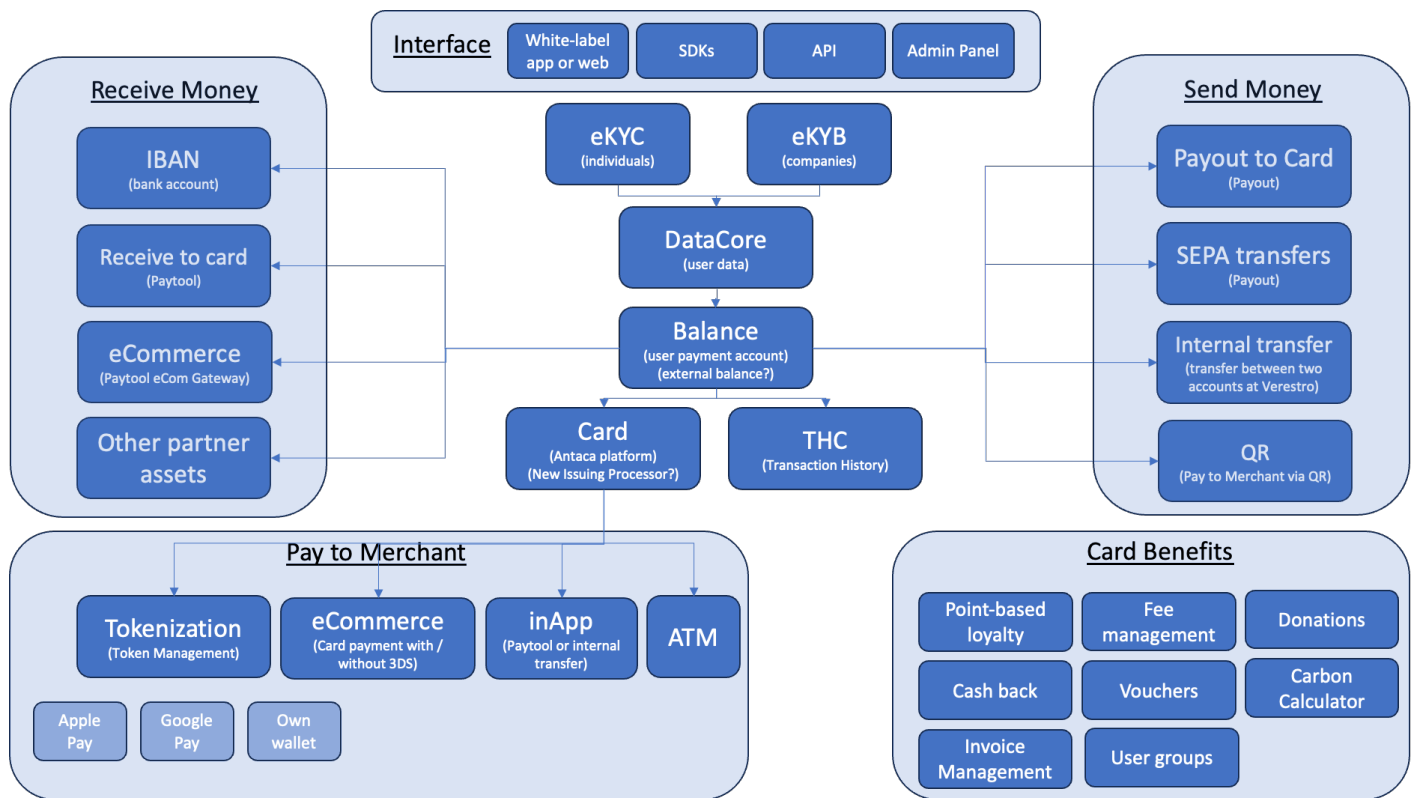 Interface
White-label
app or web
SDKs
API
Admin Panel
Receive Money
IBAN
(bank account)
Receive to card
(Paytool)
eCommerce
(Paytool eCom Gateway)
Other partner
assets
eKYC
(individuals)
eKYB
(companies)
DataCore
(user data)
Balance
(user payment account)
(external balance?)
Card
(Antaca platform)
(New Issuing Processor?)
THC
(Transaction History)
Send Money
Payout to Card
(Payout)
SEPA transfers
(Payout)
Internal transfer
(transfer between two
accounts at Verestro)
QR
(Pay to Merchant via QR)
Pay to Merchant
Tokenization
(Token Management)
eCommerce
(Card payment with /
without 3DS)
inApp
(Paytool or internal
transfer)
ATM
Apple
Pay
Google
Pay
Own
wallet
Card Benefits
Point-based
loyalty
Fee
management
Donations
Cash back
Vouchers
Carbon
Calculator
Invoice
Management
User groups